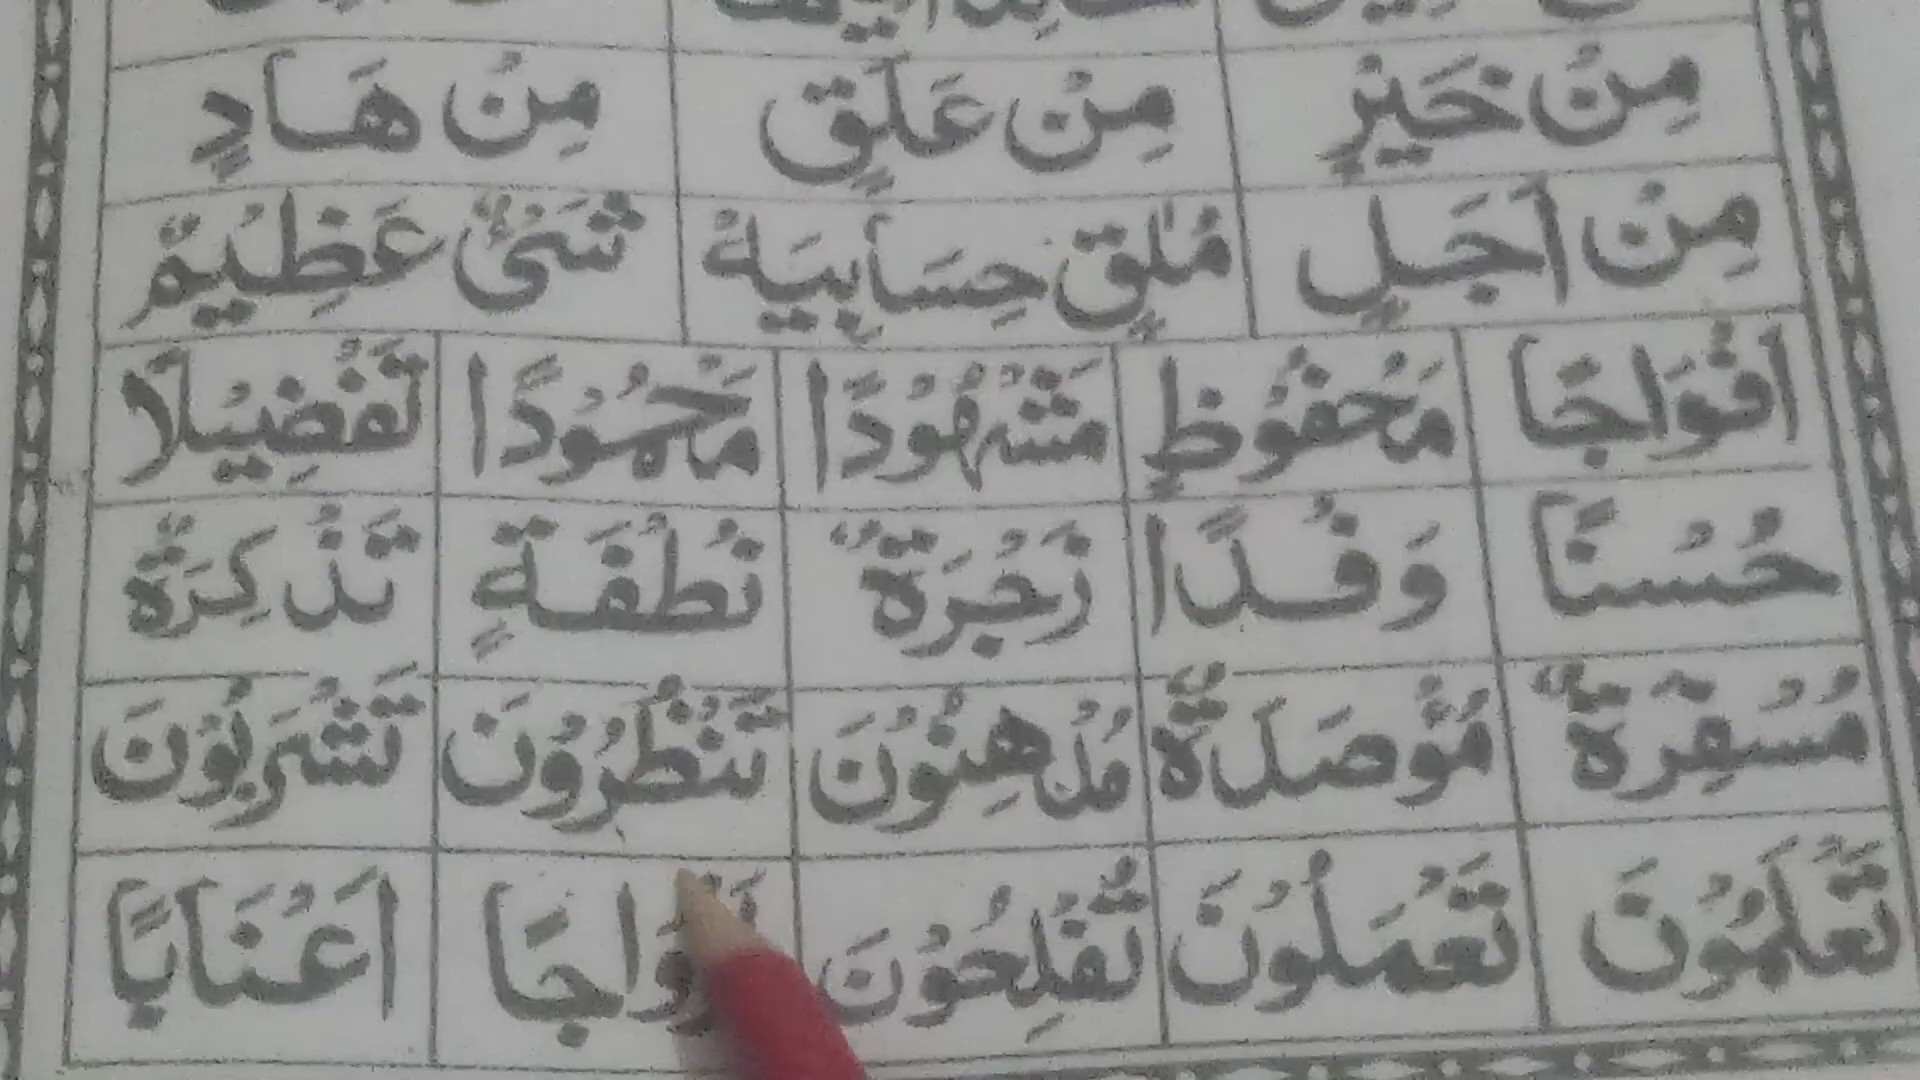 مِنْ خَيْرٍ مِنْ عَلَقٍ مِنْ هَادٍ
مِنْ اَجَلٍ مُلٰقٍ حِسَابِيَهْ شَیْءٌ عَظِيْمٌ
اَفْوَاجًا مَحْفُوْظٍ مَشْهُوْدًا مَحْمُوْدًا تَفْضِيْلًا
حُسْنًا وَفْدًا زَجْرَةٌ نُطْفَةٍ تَذْكِرَةٌ
مُسْفِرَةٌ مُؤْصَدَةٌ مُدْهِنُوْنَ تَنْظُرُوْنَ تَشْرَبُوْنَ
تَعْلَمُوْنَ تَعْمَلُوْنَ تُفْلِحُوْنَ اَعْنَابًا